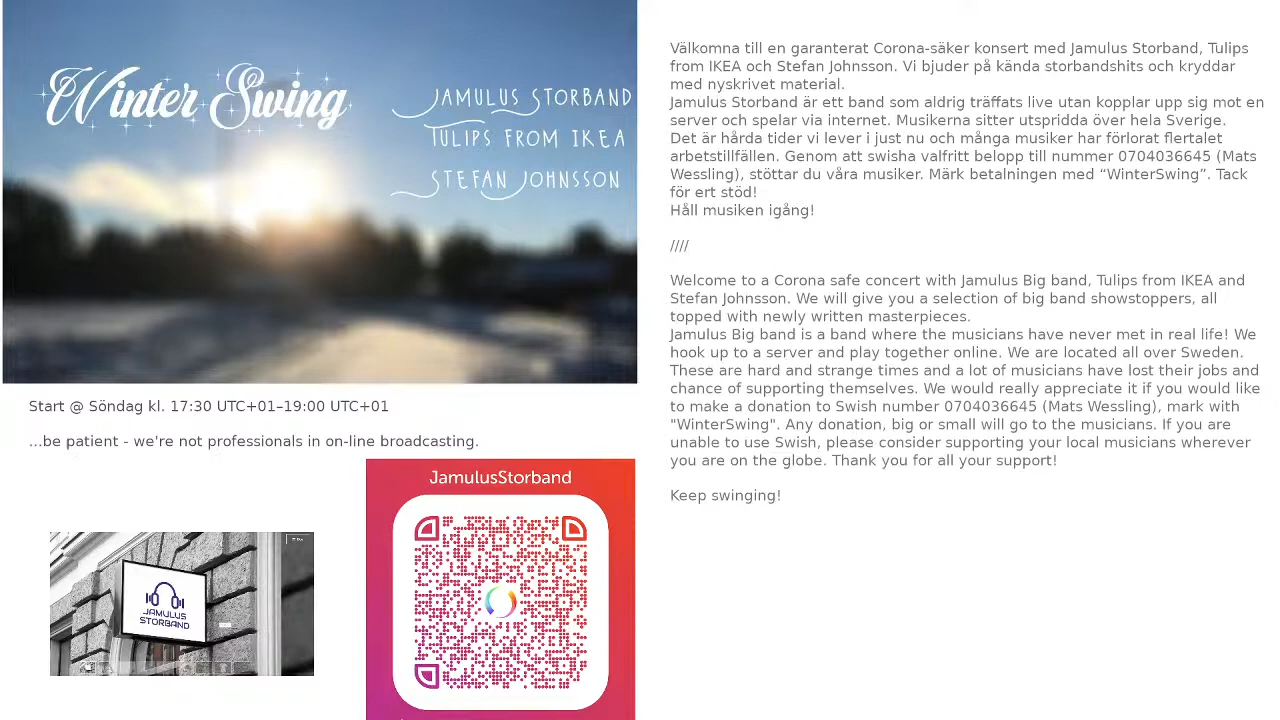 Winter Swing
JAMULUS STORBAND
TULIPS FROM IKEA
STEFAN JOHNSSON
Start @ Söndag kl. 17:30 UTC+01–19:00 UTC+01
...be patient - we're not professionals in on-line broadcasting.
JAMULUS
STORBAND
JamulusStorband
Välkomna till en garanterat Corona-säker konsert med Jamulus Storband, Tulips
from IKEA och Stefan Johnsson. Vi bjuder på kända storbandshits och kryddar
med nyskrivet material.
Jamulus Storband är ett band som aldrig träffats live utan kopplar upp sig mot en
server och spelar via internet. Musikerna sitter utspridda över hela Sverige.
Det är hårda tider vi lever i just nu och många musiker har förlorat flertalet
arbetstillfällen. Genom att swisha valfritt belopp till nummer 0704036645 (Mats
Wessling), stöttar du våra musiker. Märk betalningen med “WinterSwing”. Tack
för ert stöd!
Håll musiken igång!
////
Welcome to a Corona safe concert with Jamulus Big band, Tulips from IKEA and
Stefan Johnsson. We will give you a selection of big band showstoppers, all
topped with newly written masterpieces.
Jamulus Big band is a band where the musicians have never met in real life! We
hook up to a server and play together online. We are located all over Sweden.
These are hard and strange times and a lot of musicians have lost their jobs and
chance of supporting themselves. We would really appreciate it if you would like
to make a donation to Swish number 0704036645 (Mats Wessling), mark with
"WinterSwing". Any donation, big or small will go to the musicians. If you are
unable to use Swish, please consider supporting your local musicians wherever
you are on the globe. Thank you for all your support!
Keep swinging!